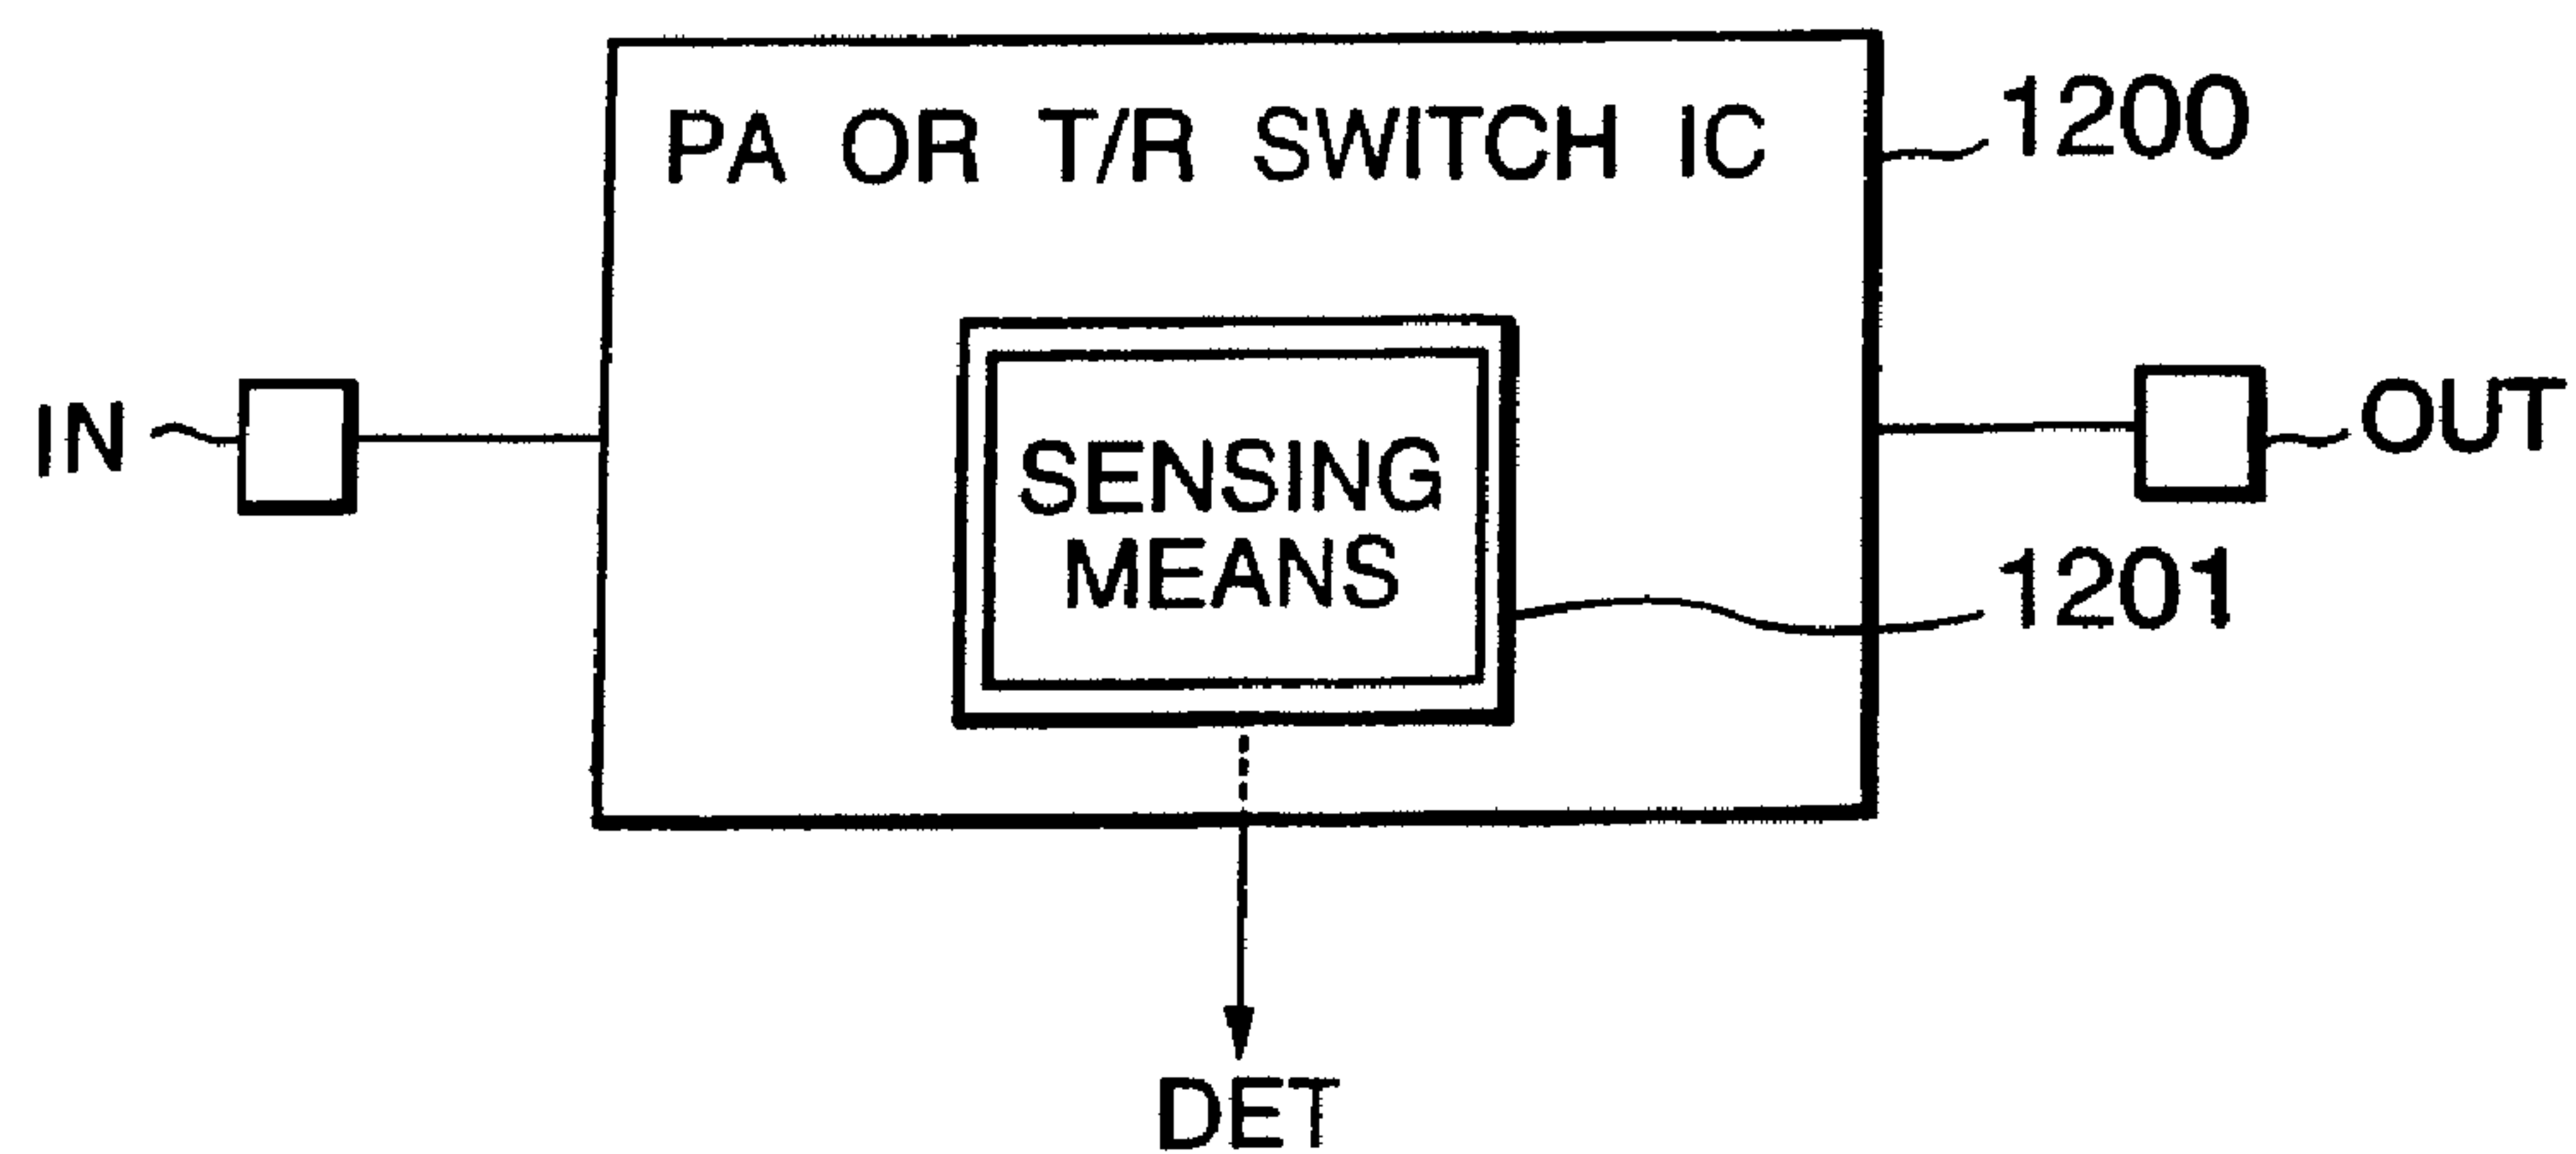 PA OR T/R SWITCH IC
1200
IN
SENSING
MEANS
OUT
1201
DET